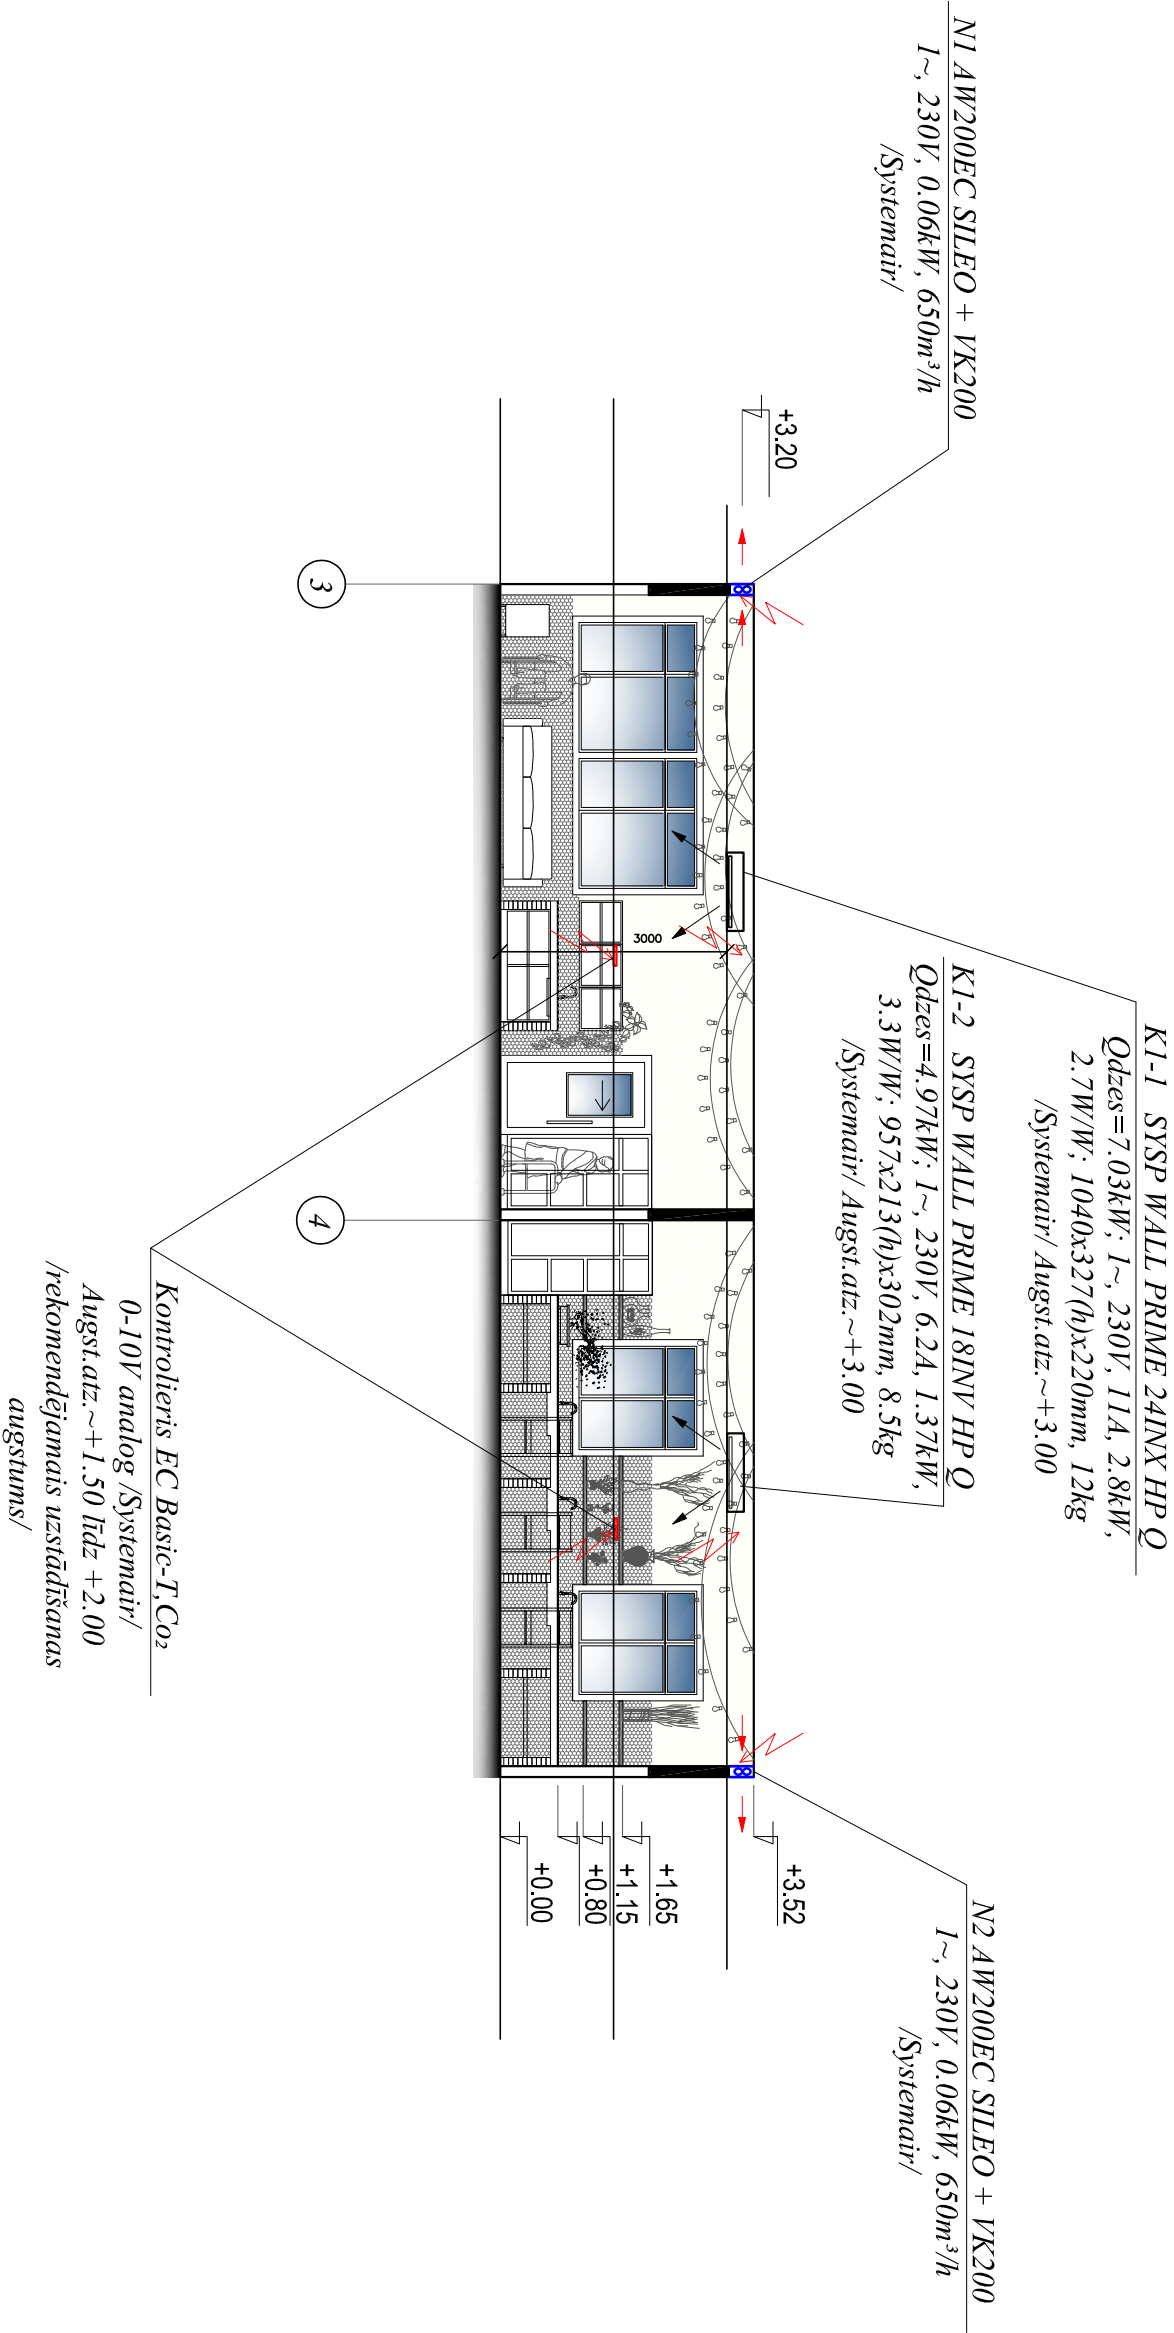 N1 AW200EC SILEO + VK200
1~, 230V, 0.06kW, 650m³/h
/Systemair/
K1-1 SYSP WALL PRIME 24INX HP Q
Qdzes=7.03kW; 1~, 230V, 11A, 2.8kW,
2.7W/W; 1040x327(h)x220mm, 12kg
/Systemair/ Augst.atz.~+3.00
K1-2 SYSP WALL PRIME 18INV HP Q
Qdzes=4.97kW; 1~, 230V, 6.2A, 1.37kW,
3.3W/W; 957x213(h)x302mm, 8.5kg
/Systemair/ Augst.atz.~+3.00
N2 AW200EC SILEO + VK200
1~, 230V, 0.06kW, 650m³/h
/Systemair/
+3.20
+3.52
3000
+1.65
+1.15
+0.80
+0.00
3
4
Kontrolieris EC Basic-T,Co₂
0-10V analog /Systemair/
Augst.atz.~+1.50 līdz +2.00
/rekomendējamais uzstādīšanas
augstums/